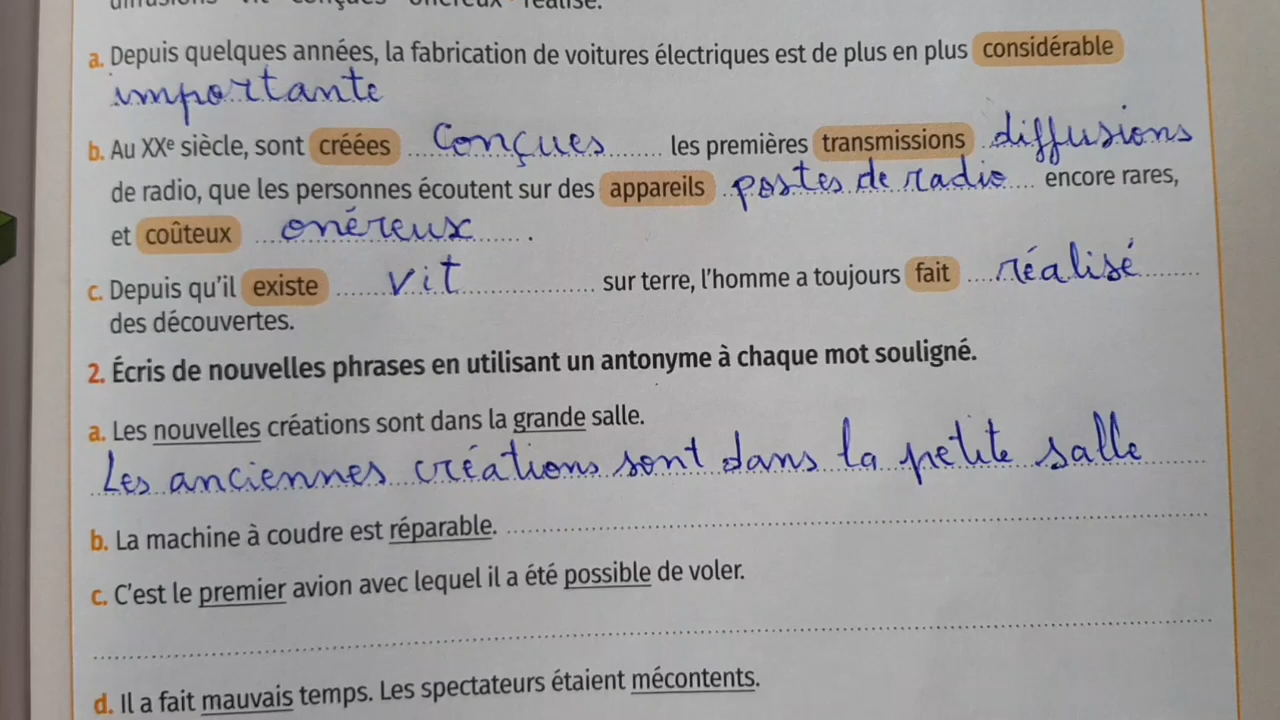 diffusions vit conçues onéreux • réalisé.
a. Depuis quelques années, la fabrication de voitures électriques est de plus en plus considérable
importante
b. Au XXe siècle, sont créées conçues les premières transmissions diffusions
de radio, que les personnes écoutent sur des appareils postes de radio encore rares,
et coûteux onéreux .
c. Depuis qu'il existe vit sur terre, l'homme a toujours fait réalisé
des découvertes.
2. Écris de nouvelles phrases en utilisant un antonyme à chaque mot souligné.
a. Les nouvelles créations sont dans la grande salle.
Les anciennes créations sont dans la petite salle
b. La machine à coudre est réparable.
c. C'est le premier avion avec lequel il a été possible de voler.
d. Il a fait mauvais temps. Les spectateurs étaient mécontents.